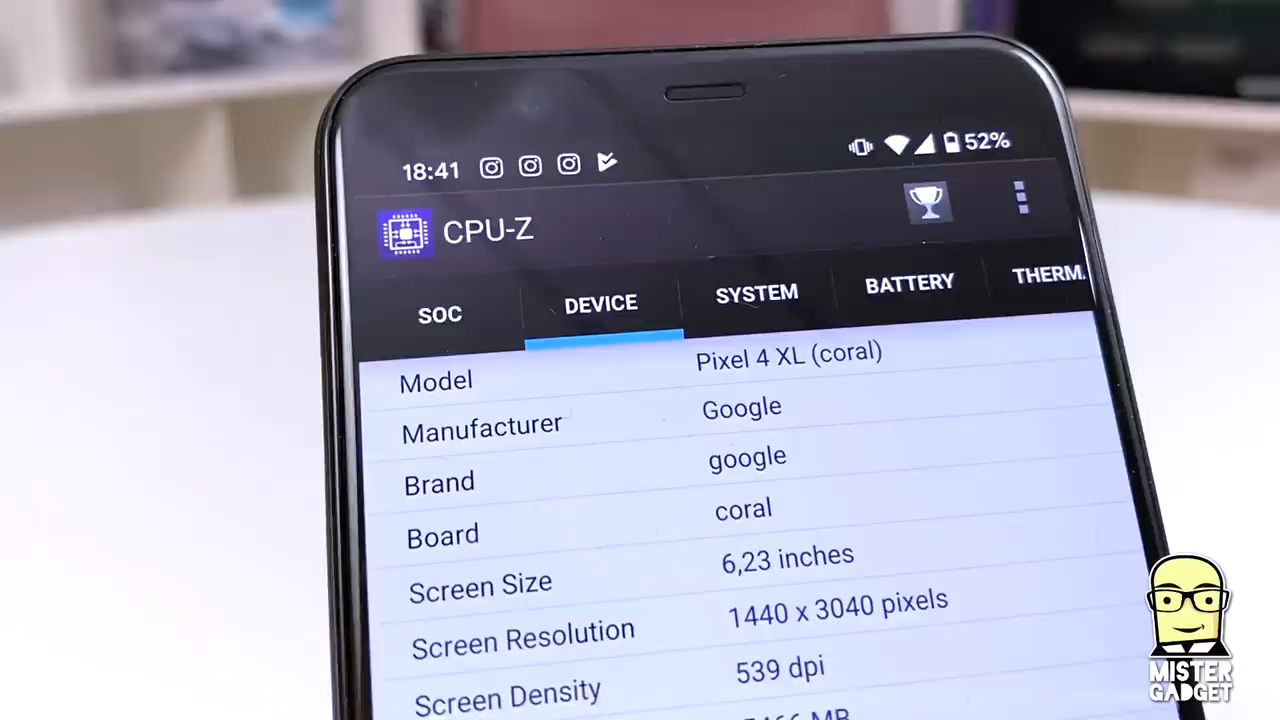 18:41 52%
CPU-Z
SOC DEVICE SYSTEM BATTERY THERM.
Model Pixel 4 XL (coral)
Manufacturer Google
Brand google
Board coral
Screen Size 6,23 inches
Screen Resolution 1440 x 3040 pixels
Screen Density 539 dpi
MB
MISTER
GADGET